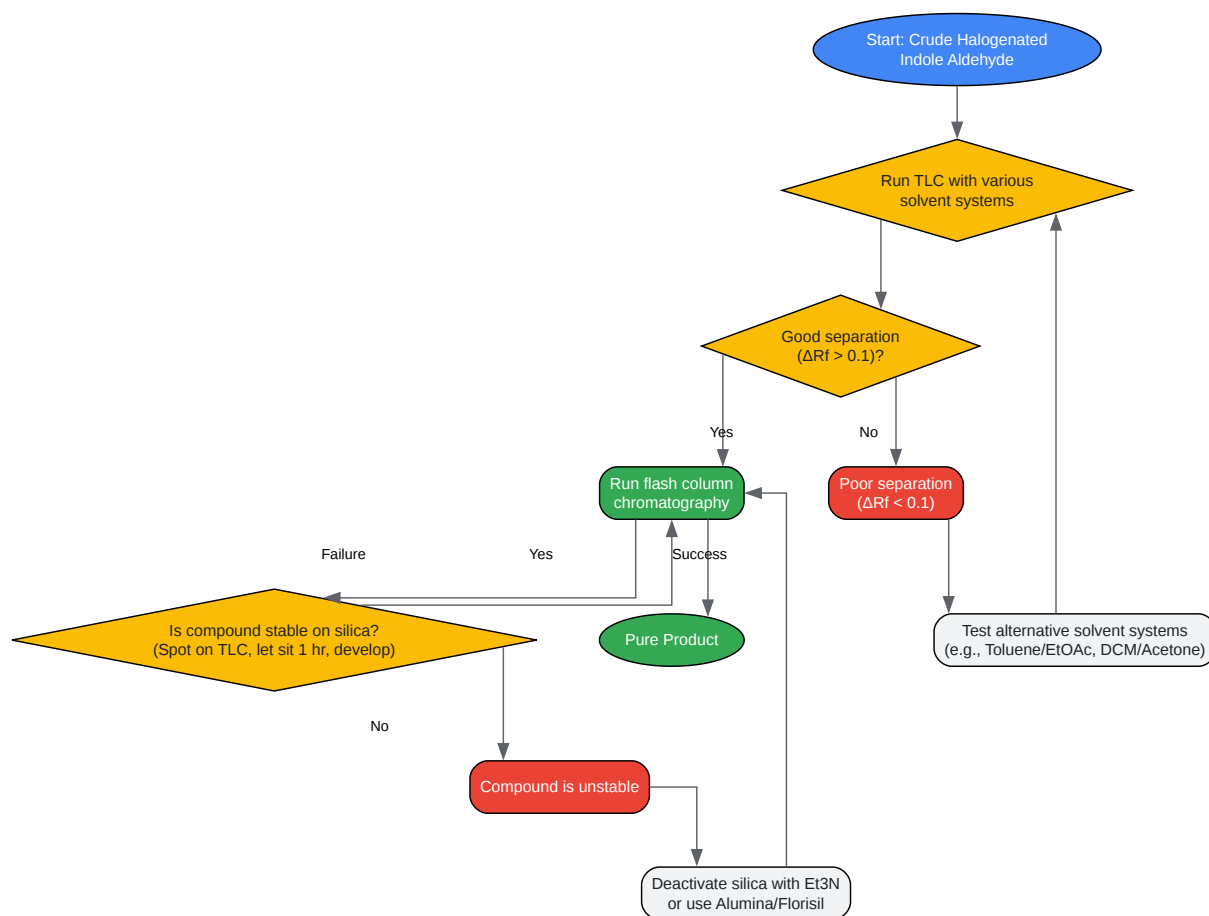 Start: Crude Halogenated
Indole Aldehyde
Run TLC with various
solvent systems
Good separation
(ΔRf > 0.1)?
Yes
No
Run flash column
chromatography
Poor separation
(ΔRf < 0.1)
Failure
Yes
Success
Is compound stable on silica?
(Spot on TLC, let sit 1 hr, develop)
Pure Product
Test alternative solvent systems
(e.g., Toluene/EtOAc, DCM/Acetone)
No
Compound is unstable
Deactivate silica with Et3N
or use Alumina/Florisil